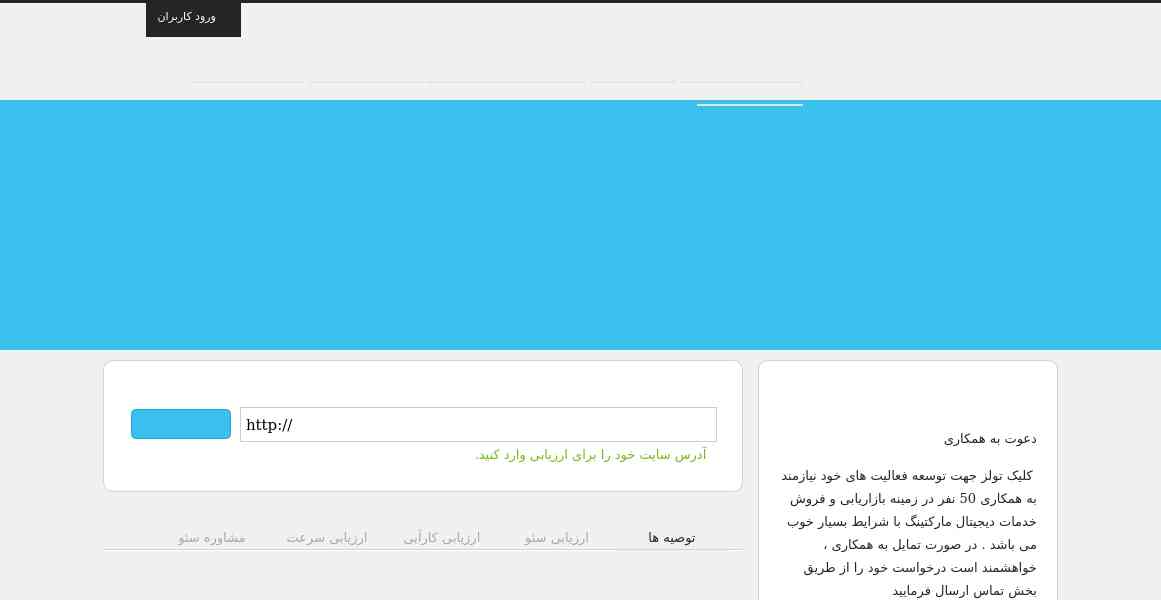 ورود کاربران
http://
آدرس سایت خود را برای ارزیابی وارد کنید.
توصیه ها
ارزیابی سئو
ارزیابی کارآیی
ارزیابی سرعت
مشاوره سئو
دعوت به همکاری
کلیک تولز جهت توسعه فعالیت های خود نیازمند
به همکاری 50 نفر در زمینه بازاریابی و فروش
خدمات دیجیتال مارکتینگ با شرایط بسیار خوب
می باشد . در صورت تمایل به همکاری ،
خواهشمند است درخواست خود را از طریق
بخش تماس ارسال فرمایید